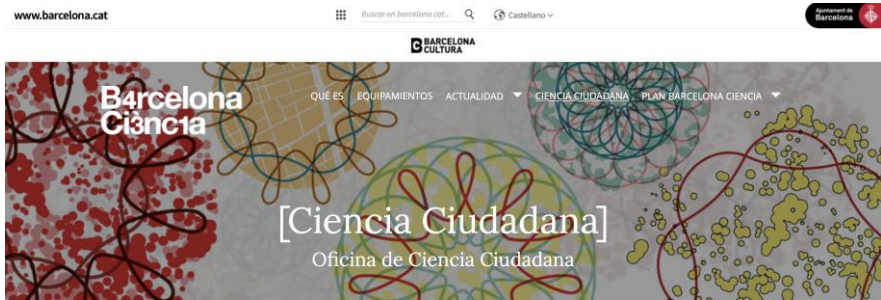 www.barcelona.cat
Buscar en barcelona.cat...
Castellano
Ajuntament de
Barcelona
BARCELONA
CULTURA
B4rcelona
Ci3nc1a
QUÉ ES EQUIPAMIENTOS ACTUALIDAD CIENCIA CIUDADANA PLAN BARCELONA CIENCIA
[Ciencia Ciudadana]
Oficina de Ciencia Ciudadana